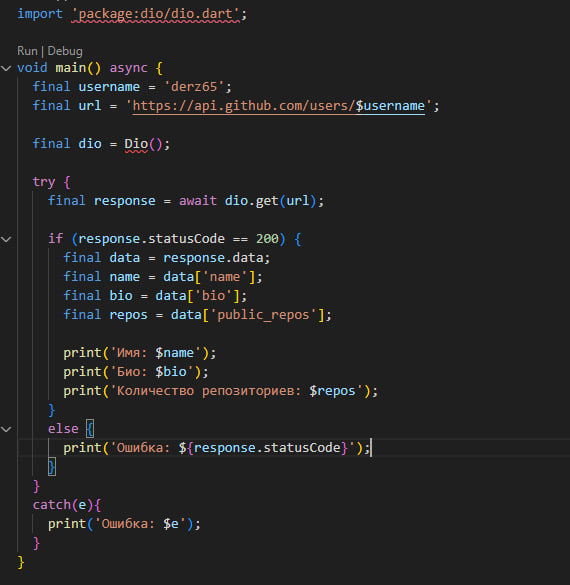 import 'package:dio/dio.dart';
Run | Debug
void main() async {
final username = 'derz65';
final url = 'https://api.github.com/users/$username';
final dio = Dio();
try {
final response = await dio.get(url);
if (response.statusCode == 200) {
final data = response.data;
final name = data['name'];
final bio = data['bio'];
final repos = data['public_repos'];
print('Имя: $name');
print('Био: $bio');
print('Количество репозиториев: $repos');
}
else {
print('Ошибка: ${response.statusCode}');
}
}
catch(e){
print('Ошибка: $e');
}
}